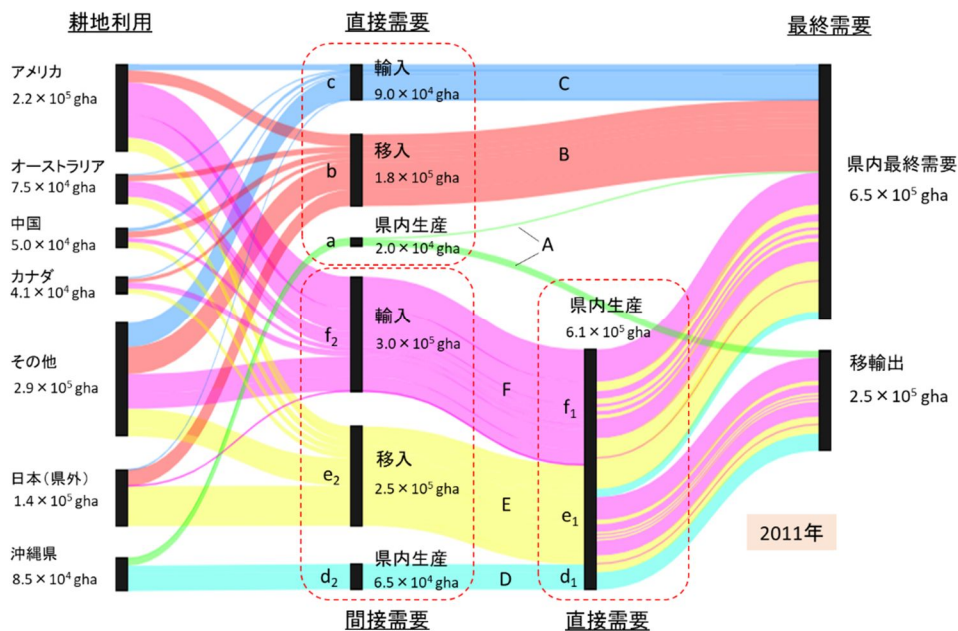 耕地利用
直接需要
最終需要
アメリカ
2.2×10⁵ gha
オーストラリア
7.5×10⁴ gha
中国
5.0×10⁴ gha
カナダ
4.1×10⁴ gha
その他
2.9×10⁵ gha
日本(県外)
1.4×10⁵ gha
沖縄県
8.5×10⁴ gha
c
輸入
9.0×10⁴ gha
C
b
移入
1.8×10⁵ gha
B
a
県内生産
2.0×10⁴ gha
A
f₂
輸入
3.0×10⁵ gha
F
e₂
移入
2.5×10⁵ gha
E
d₂
県内生産
6.5×10⁴ gha
D
間接需要
県内生産
6.1×10⁵ gha
f₁
e₁
d₁
直接需要
県内最終需要
6.5×10⁵ gha
移輸出
2.5×10⁵ gha
2011年